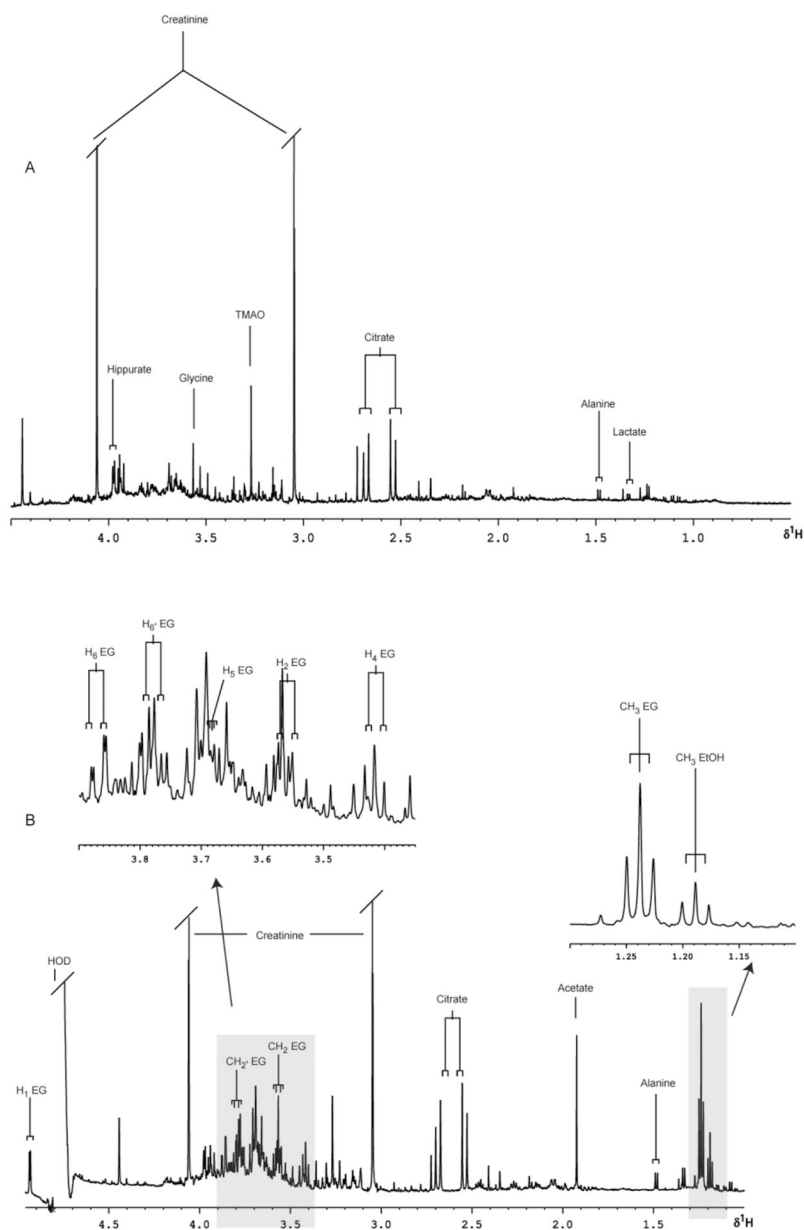 Creatinine
A
TMAO
Citrate
Hippurate
Glycine
Alanine
Lactate
4.0 3.5 3.0 2.5 2.0 1.5 1.0 δ¹H
H₆ EG
H₆' EG
H₅ EG
H₂ EG
H₄ EG
CH₃ EG
CH₃ EtOH
B
3.8 3.7 3.6 3.5
1.25 1.20 1.15
Creatinine
HOD
Acetate
Citrate
CH₂' EG
CH₂ EG
Alanine
H₁ EG
4.5 4.0 3.5 3.0 2.5 2.0 1.5 δ¹H